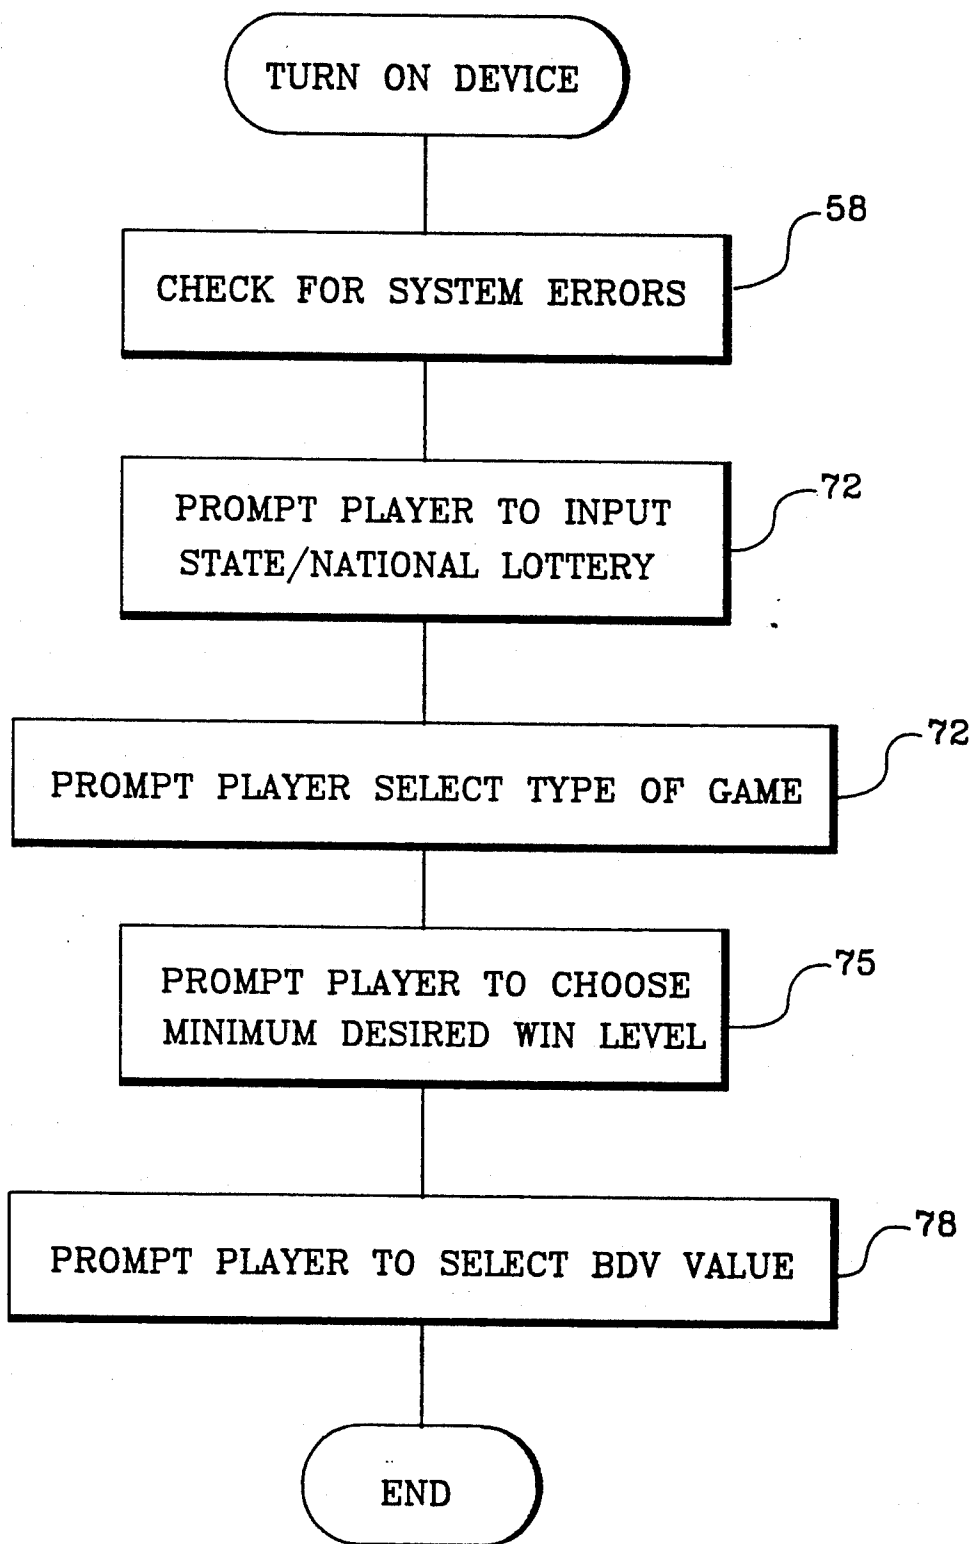 TURN ON DEVICE
58
CHECK FOR SYSTEM ERRORS
72
PROMPT PLAYER TO INPUT
STATE/NATIONAL LOTTERY
72
PROMPT PLAYER SELECT TYPE OF GAME
75
PROMPT PLAYER TO CHOOSE
MINIMUM DESIRED WIN LEVEL
78
PROMPT PLAYER TO SELECT BDV VALUE
END